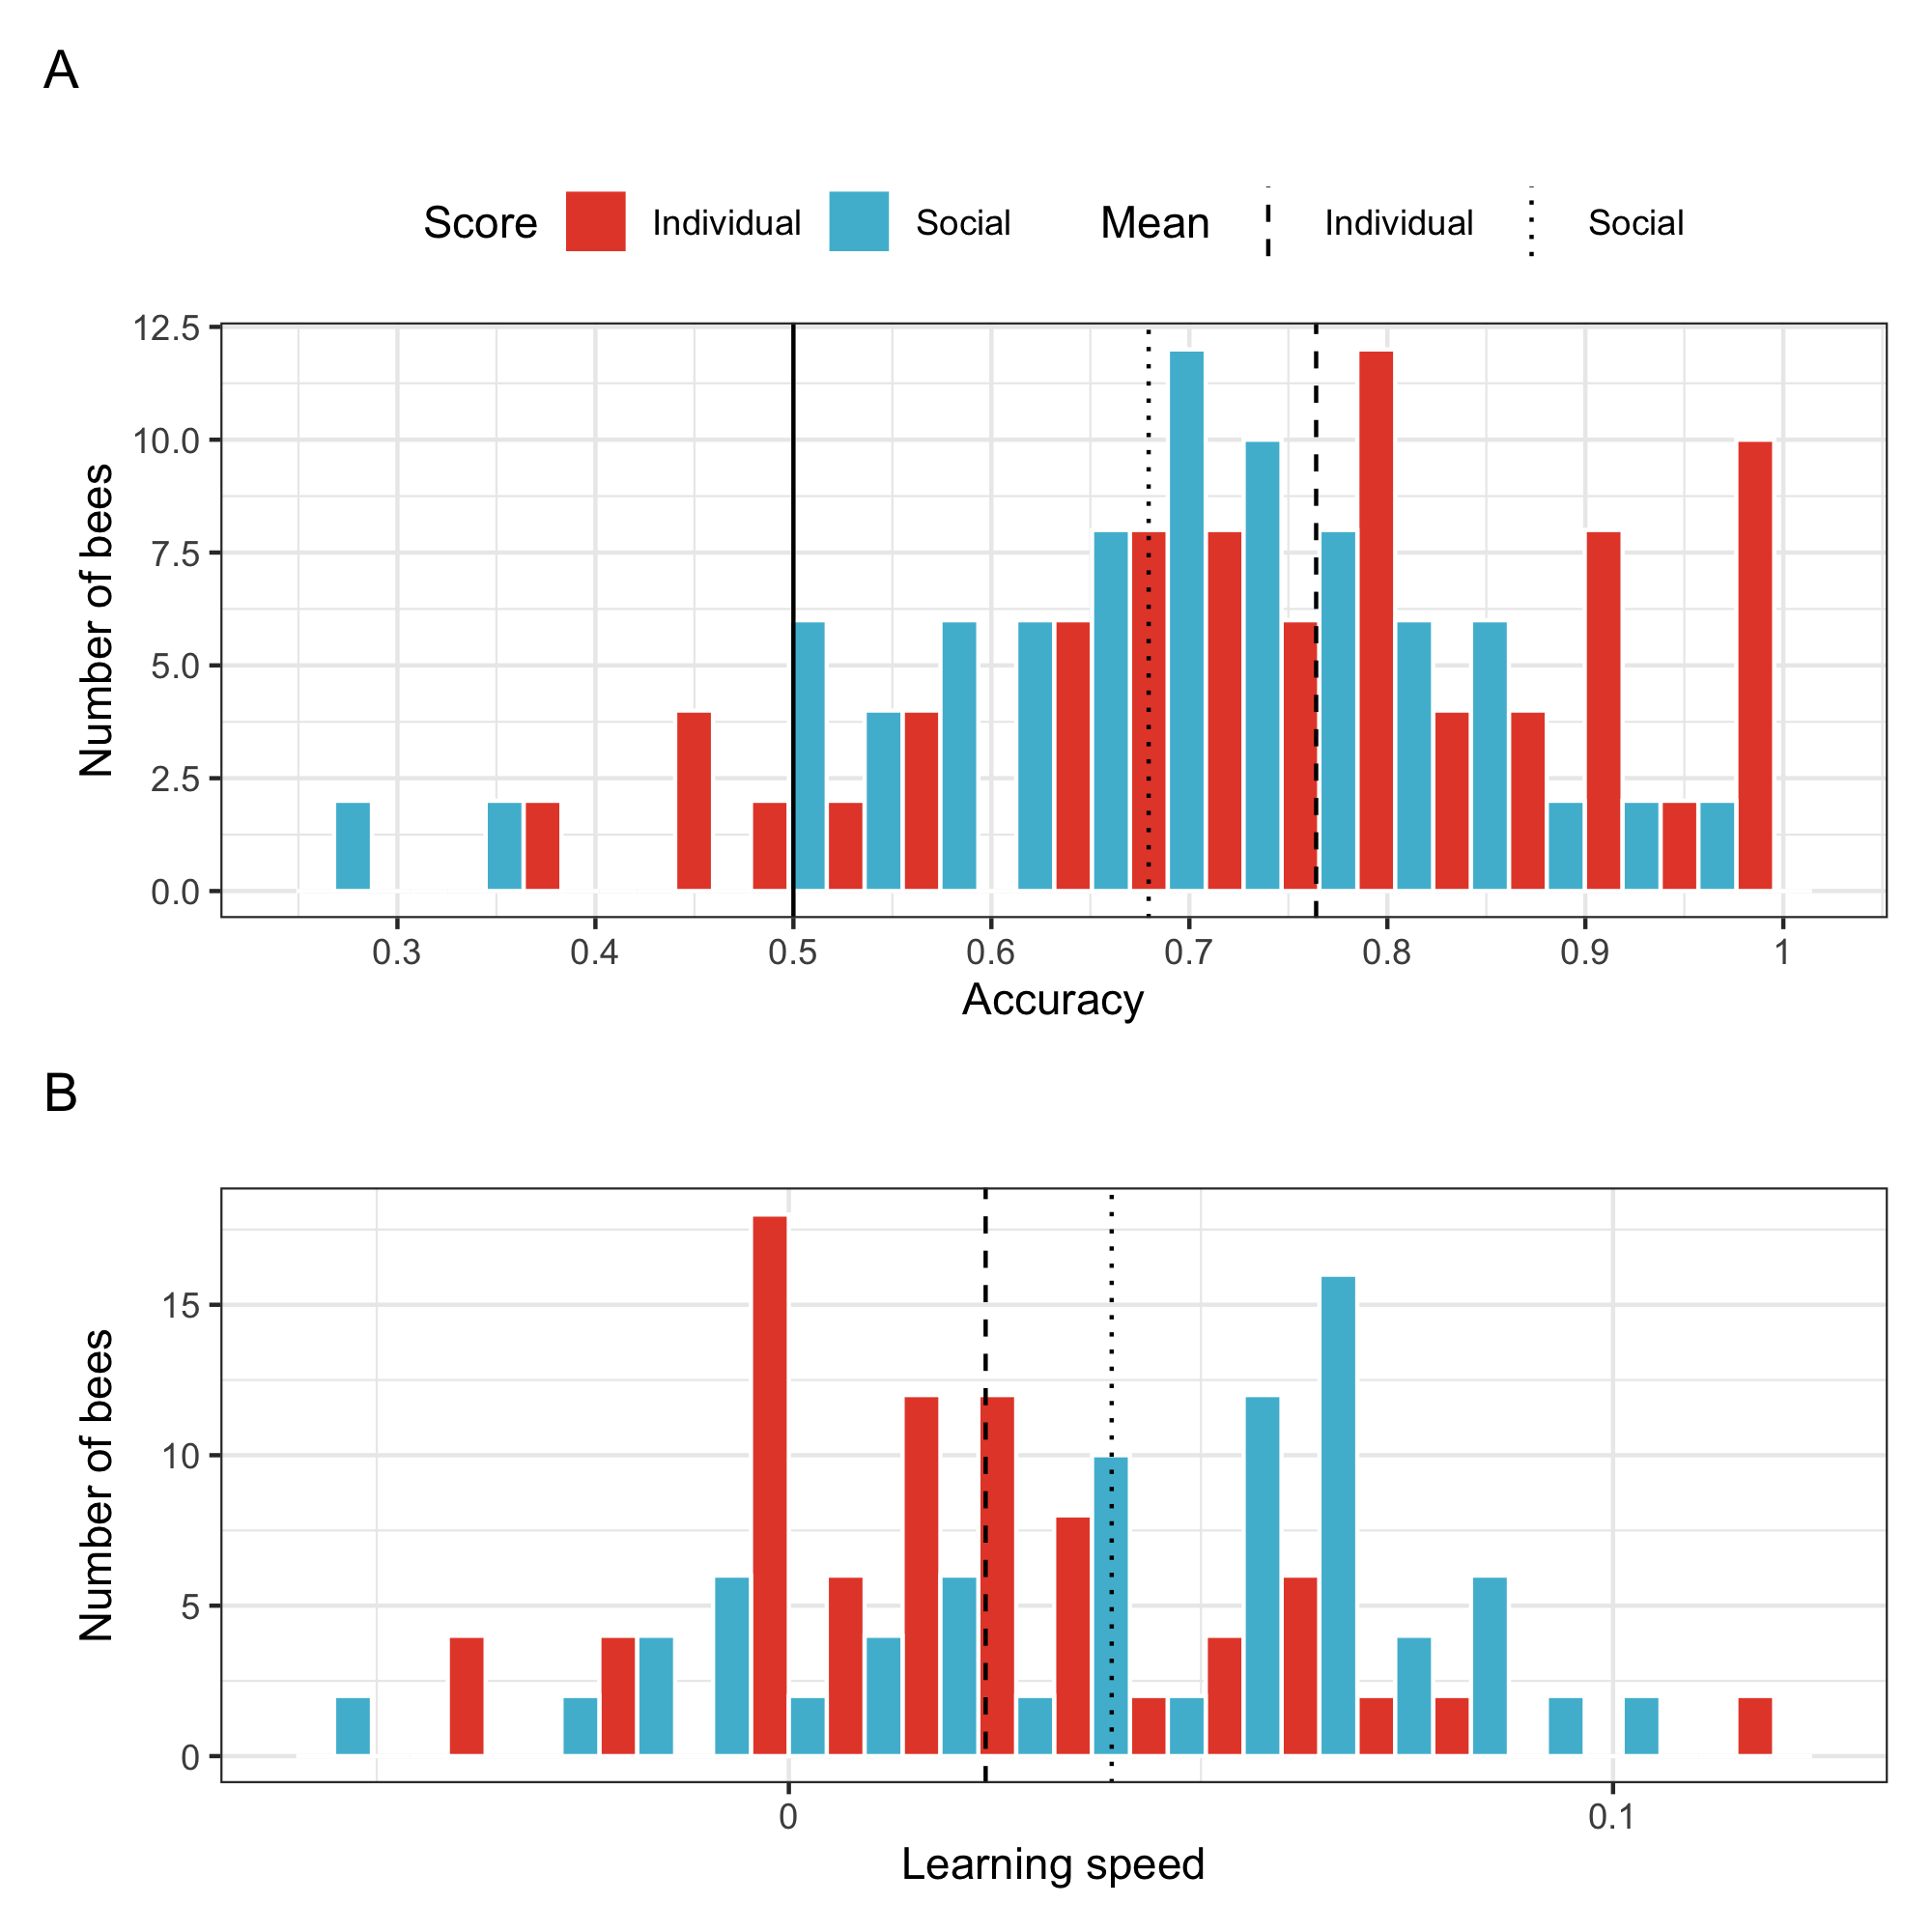 A
Score Individual Social Mean Individual Social
12.5
10.0
7.5
5.0
2.5
0.0
Number of bees
0.3 0.4 0.5 0.6 0.7 0.8 0.9 1
Accuracy
B
15
10
5
0
Number of bees
0 0.1
Learning speed